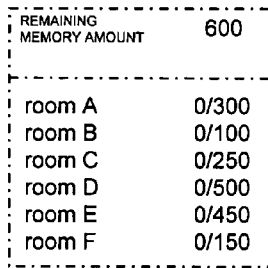 REMAINING
MEMORY AMOUNT 600
room A 0/300
room B 0/100
room C 0/250
room D 0/500
room E 0/450
room F 0/150